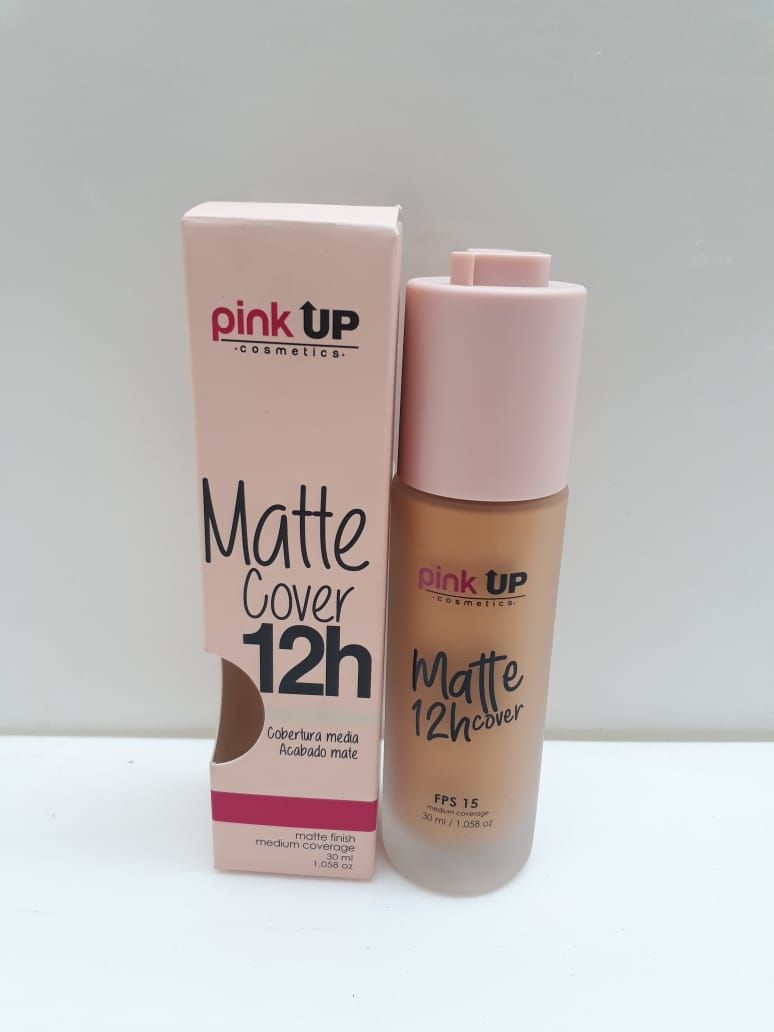 pink UP
•cosmetics•
Matte
Cover
12h
Cobertura media
Acabado mate
matte finish
medium coverage
30 ml
1.058 oz
pink UP
•cosmetics•
Matte
12h cover
FPS 15
medium coverage
30 ml / 1.058 oz